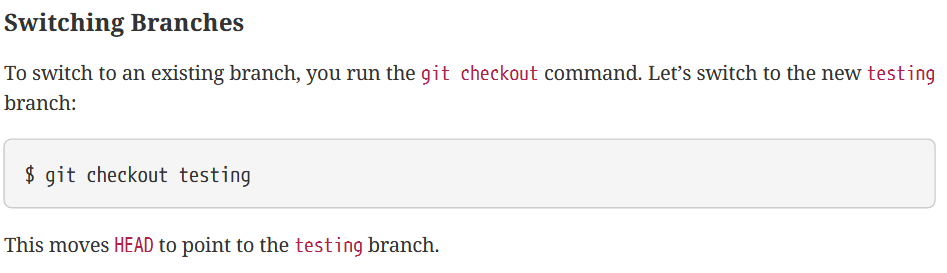 Switching Branches
To switch to an existing branch, you run the git checkout command. Let’s switch to the new testing
branch:
$ git checkout testing
This moves HEAD to point to the testing branch.